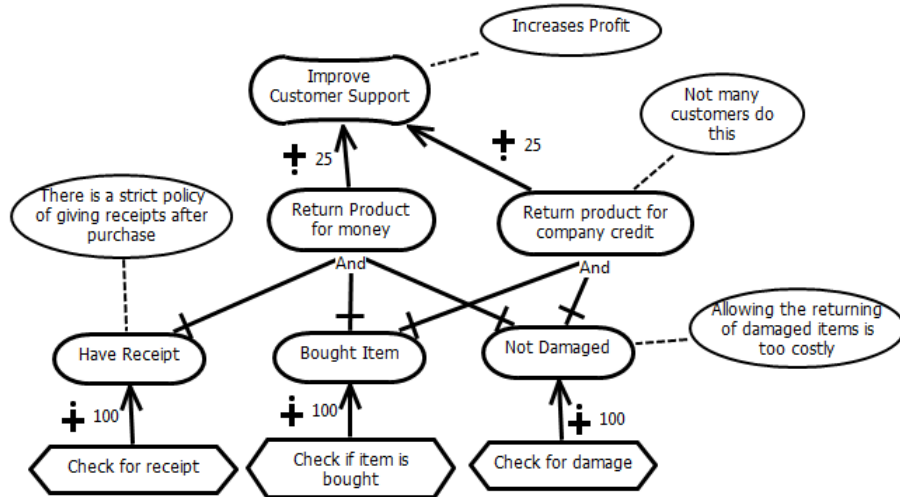 Increases Profit
Improve
Customer Support
Not many
customers do
this
25
25
There is a strict policy
of giving receipts after
purchase
Return Product
for money
Return product for
company credit
And
And
Allowing the returning
of damaged items is
too costly
Have Receipt
Bought Item
Not Damaged
100
100
100
Check for receipt
Check if item is
bought
Check for damage